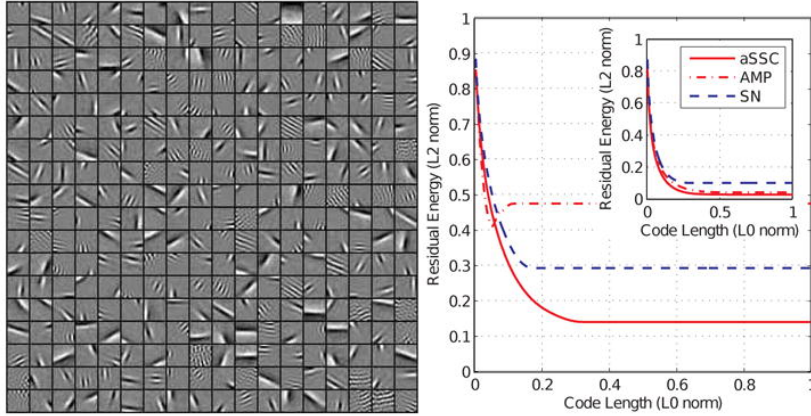 1
0.9
0.8
0.7
0.6
0.5
0.4
0.3
0.2
0.1
0
0 0.2 0.4 0.6 0.8 1
Residual Energy (L2 norm)
Code Length (L0 norm)
1
0.8
0.6
0.4
0.2
0
0 0.5 1
Residual Energy (L2 norm)
Code Length (L0 norm)
aSSC
AMP
SN